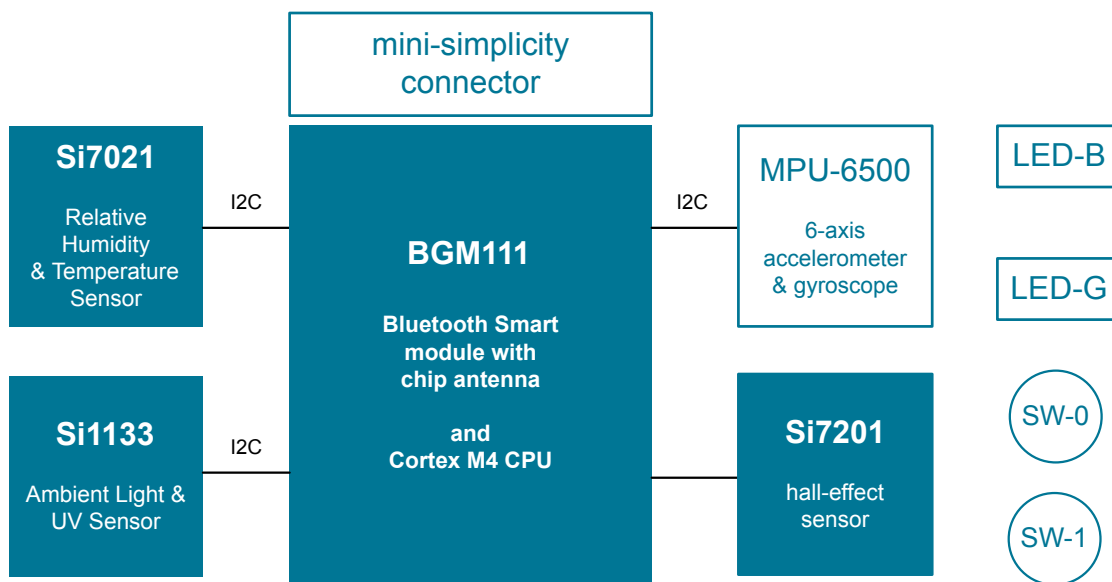 mini-simplicity
connector
Si7021
Relative
Humidity
& Temperature
Sensor
I2C
BGM111
Bluetooth Smart
module with
chip antenna
and
Cortex M4 CPU
I2C
MPU-6500
6-axis
accelerometer
& gyroscope
LED-B
LED-G
Si1133
Ambient Light &
UV Sensor
I2C
Si7201
hall-effect
sensor
SW-0
SW-1